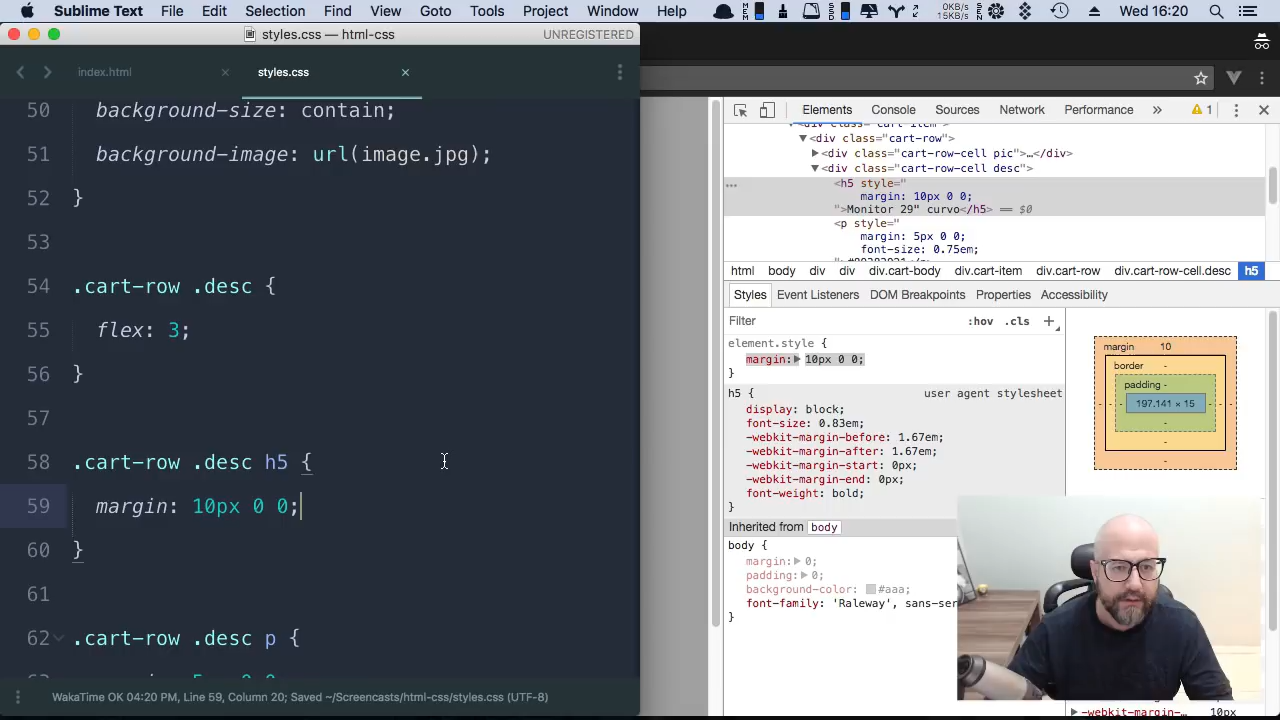 Sublime Text File Edit Selection Find View Goto Tools Project Window Help 0KB/s 15KB/s Wed 16:20
styles.css — html-css UNREGISTERED
index.html × styles.css ×
50 background-size: contain;
51 background-image: url(image.jpg);
52 }
53
54 .cart-row .desc {
55 flex: 3;
56 }
57
58 .cart-row .desc h5 {
59 margin: 10px 0 0;
60 }
61
62 .cart-row .desc p {
WakaTime OK 04:20 PM, Line 59, Column 20; Saved ~/Screencasts/html-css/styles.css (UTF-8)
Elements Console Sources Network Performance » 1
<div class="cart-item">
▼<div class="cart-row">
▶<div class="cart-row-cell pic">…</div>
▼<div class="cart-row-cell desc">
<h5 style="
margin: 10px 0 0;
">Monitor 29" curvo</h5> == $0
<p style="
margin: 5px 0 0;
font-size: 0.75em;
html body div div div.cart-body div.cart-item div.cart-row div.cart-row-cell.desc h5
Styles Event Listeners DOM Breakpoints Properties Accessibility
Filter :hov .cls +
element.style {
margin:▶ 10px 0 0;
}
h5 { user agent stylesheet
display: block;
font-size: 0.83em;
-webkit-margin-before: 1.67em;
-webkit-margin-after: 1.67em;
-webkit-margin-start: 0px;
-webkit-margin-end: 0px;
font-weight: bold;
}
Inherited from body
body {
margin:▶ 0;
padding:▶ 0;
background-color: #aaa;
font-family: 'Raleway', sans-ser
}
margin 10
border -
padding -
- - - 197.141 × 15 - - -
-
-
-
▶-webkit-margin-… 10px